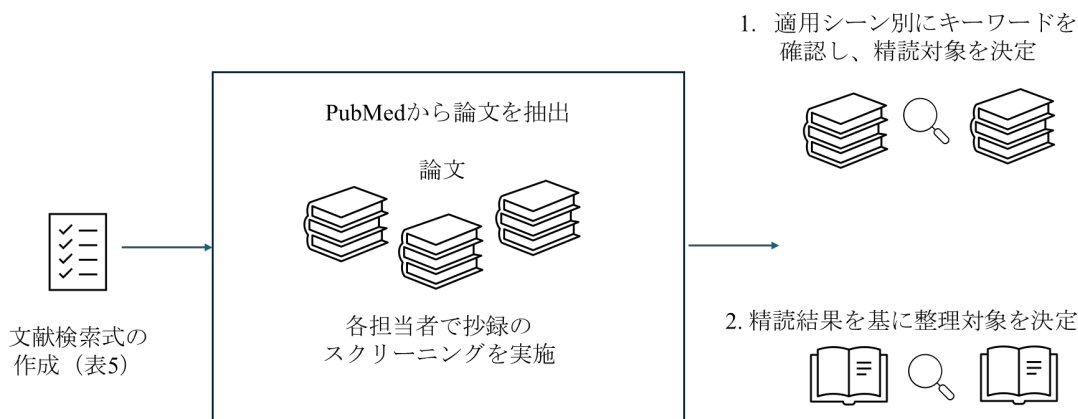 文献検索式の
作成（表5）
PubMedから論文を抽出
論文
各担当者で抄録の
スクリーニングを実施
1. 適用シーン別にキーワードを
確認し、精読対象を決定
2. 精読結果を基に整理対象を決定